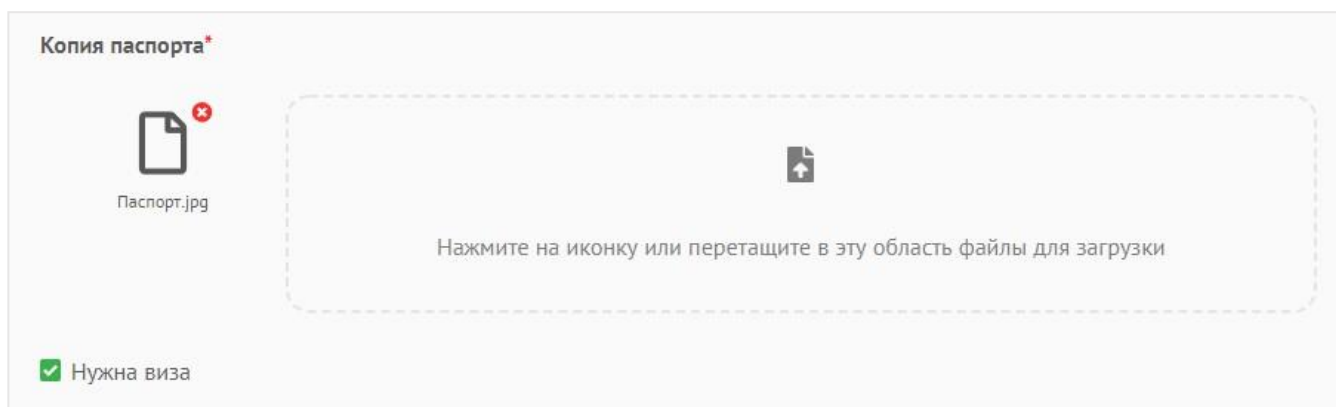 Копия паспорта*
Паспорт.jpg
Нажмите на иконку или перетащите в эту область файлы для загрузки
Нужна виза